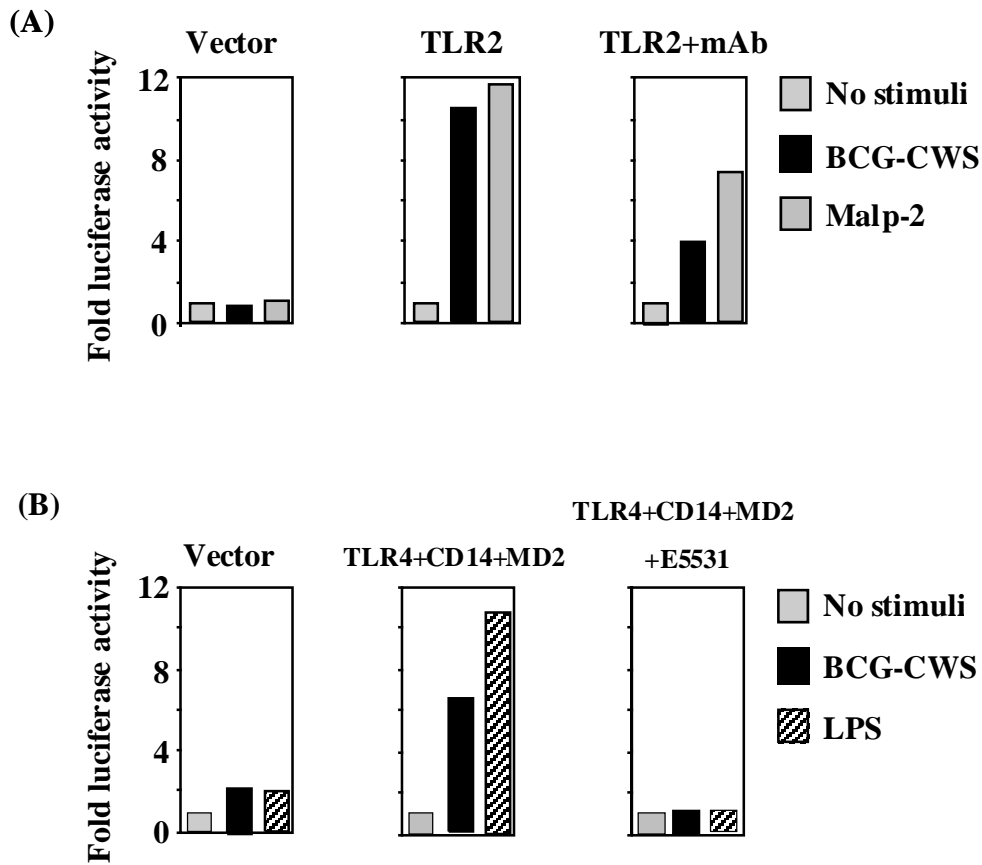 (A)
Vector
TLR2
TLR2+mAb
Fold luciferase activity
12
8
4
0
No stimuli
BCG-CWS
Malp-2
(B)
Vector
TLR4+CD14+MD2
TLR4+CD14+MD2
+E5531
Fold luciferase activity
12
8
4
0
No stimuli
BCG-CWS
LPS